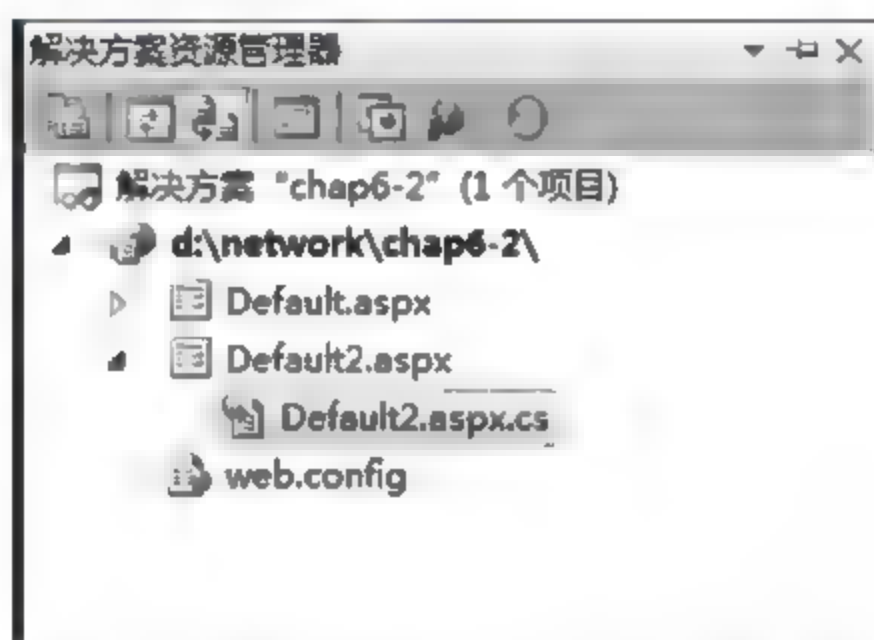 解决方案资源管理器
解决方案 "chap6-2" (1 个项目)
d:\network\chap6-2\
Default.aspx
Default2.aspx
Default2.aspx.cs
web.config